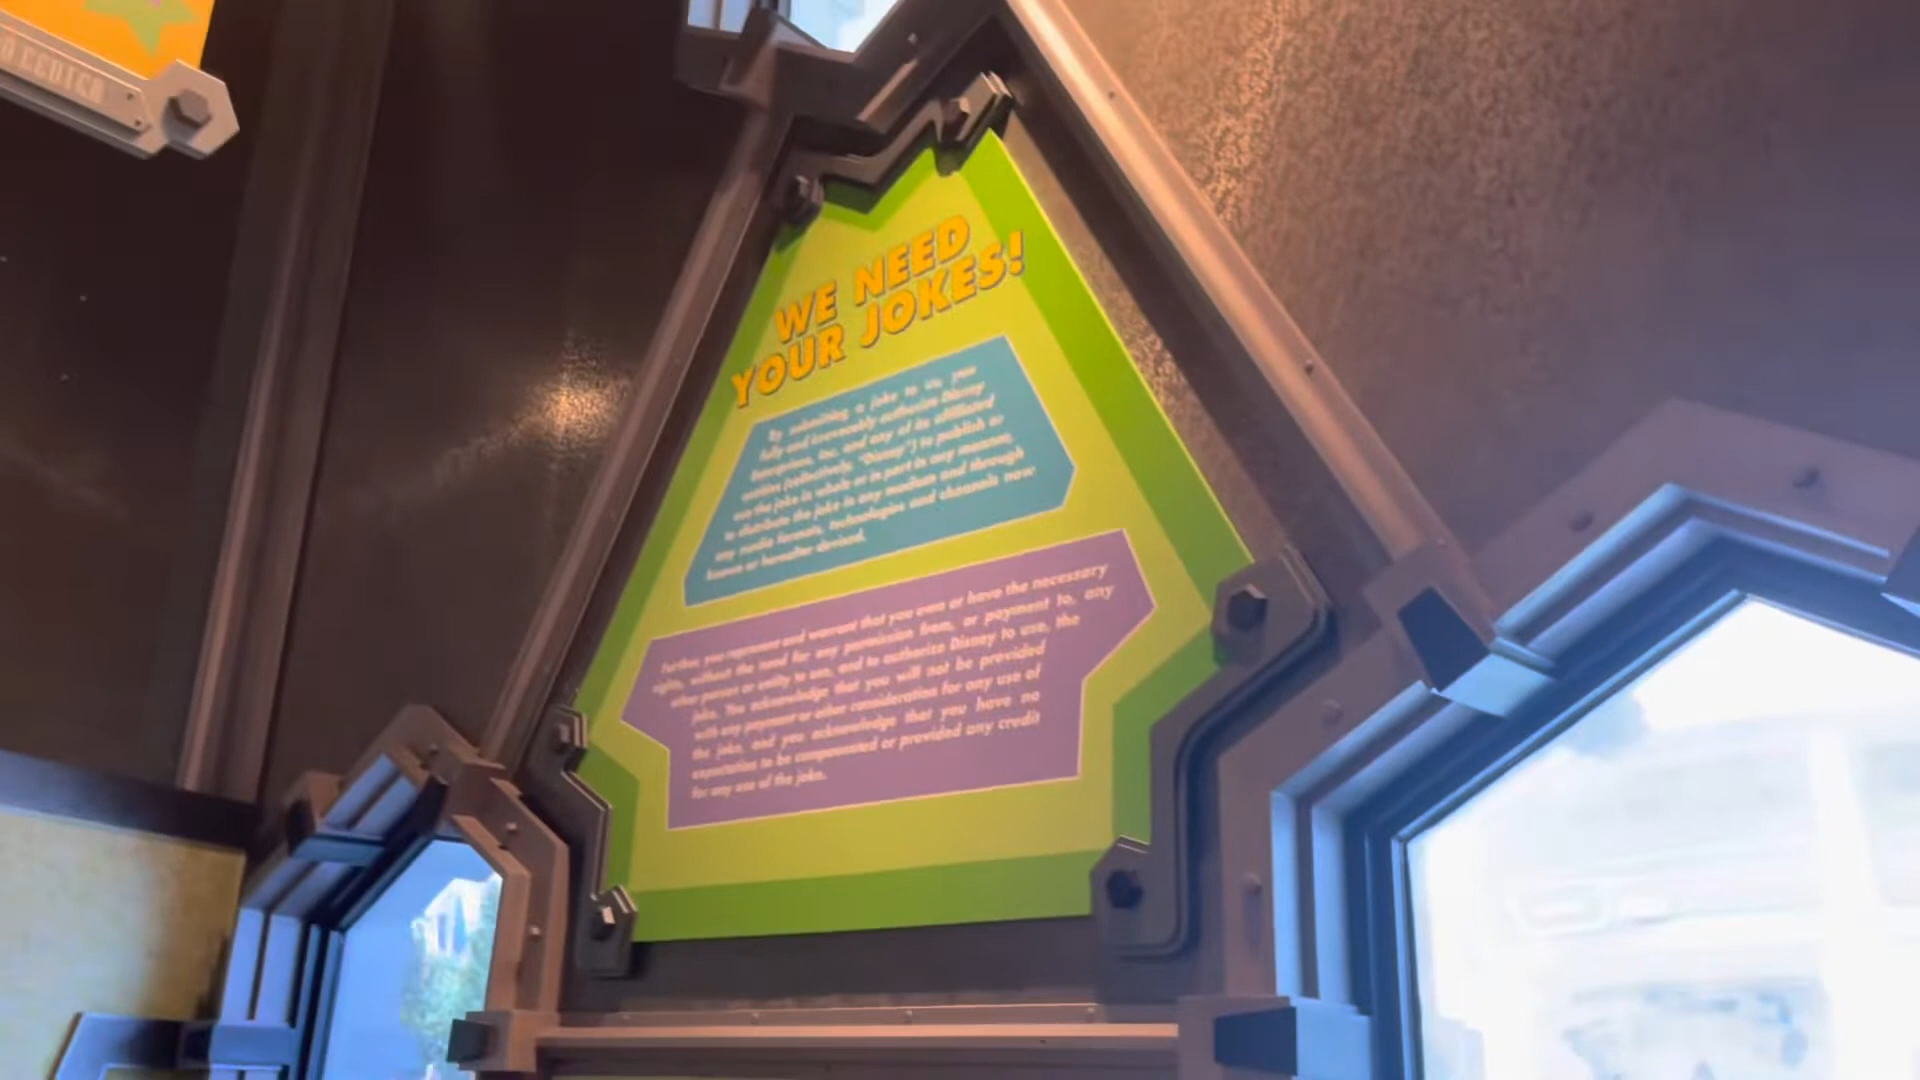 WE NEED
YOUR JOKES!
By submitting a joke to us, you
fully and irrevocably authorize Disney
Enterprises, Inc. and any of its affiliated
entities (collectively, "Disney") to publish or
use the joke in whole or in part in any manner,
to distribute the joke in any medium and through
any media formats, technologies and channels now
known or hereafter devised.
Further, you represent and warrant that you own or have the necessary
rights, without the need for any permission from, or payment to, any
other person or entity to use, and to authorize Disney to use, the
joke. You acknowledge that you will not be provided
with any payment or other consideration for any use of
the joke, and you acknowledge that you have no
expectation to be compensated or provided any credit
for any use of the joke.